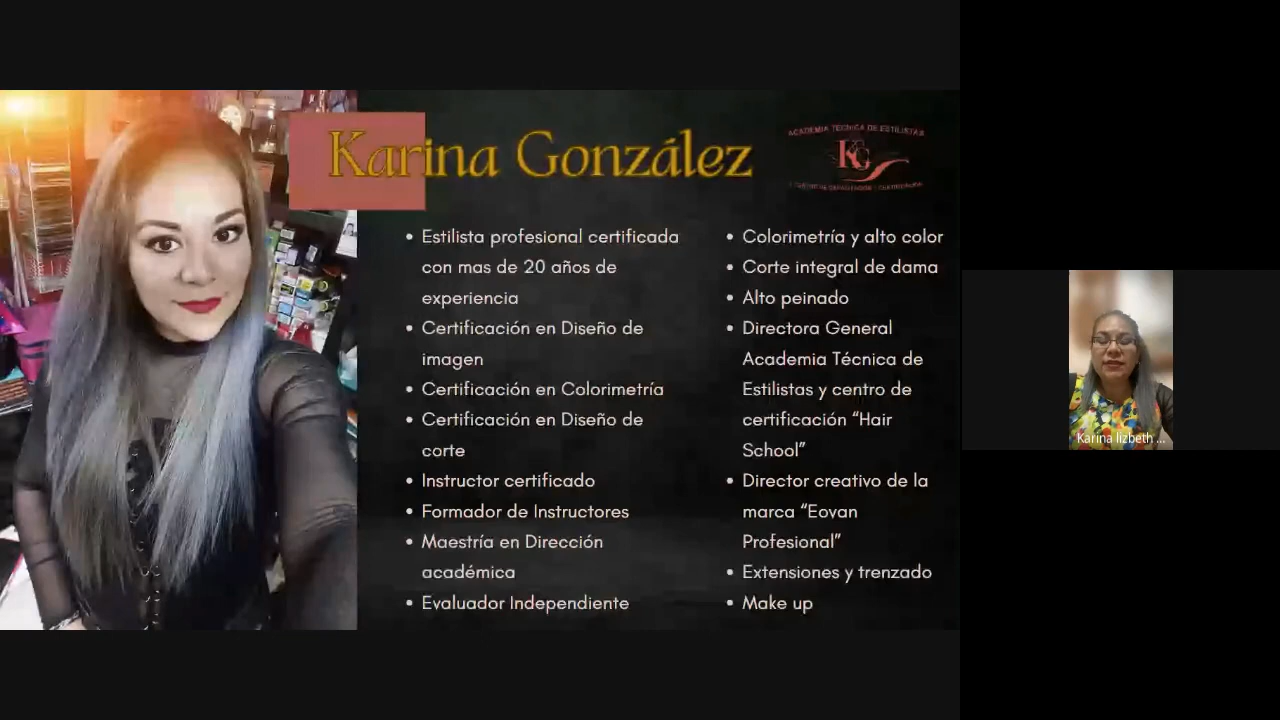 Karina González
ACADEMIA TÉCNICA DE ESTILISTAS
KG
Estilista profesional certificada
con mas de 20 años de
experiencia
Certificación en Diseño de
imagen
Certificación en Colorimetría
Certificación en Diseño de
corte
Instructor certificado
Formador de Instructores
Maestría en Dirección
académica
Evaluador Independiente
Colorimetría y alto color
Corte integral de dama
Alto peinado
Directora General
Academia Técnica de
Estilistas y centro de
certificación “Hair
School”
Director creativo de la
marca “Eovan
Profesional”
Extensiones y trenzado
Make up
Karina lizbeth ...